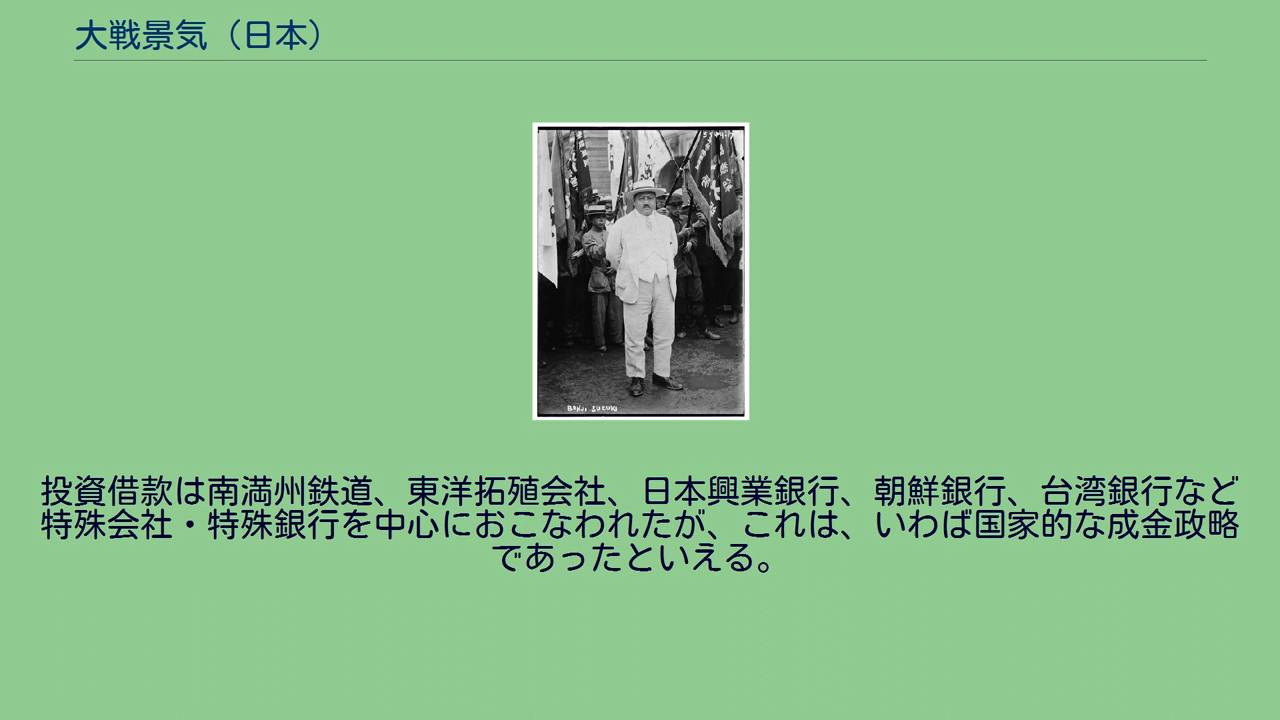 大戦景気（日本）
BANJI SUZUKI
投資借款は南満州鉄道、東洋拓殖会社、日本興業銀行、朝鮮銀行、台湾銀行など
特殊会社・特殊銀行を中心におこなわれたが、これは、いわば国家的な成金政略
であったといえる。